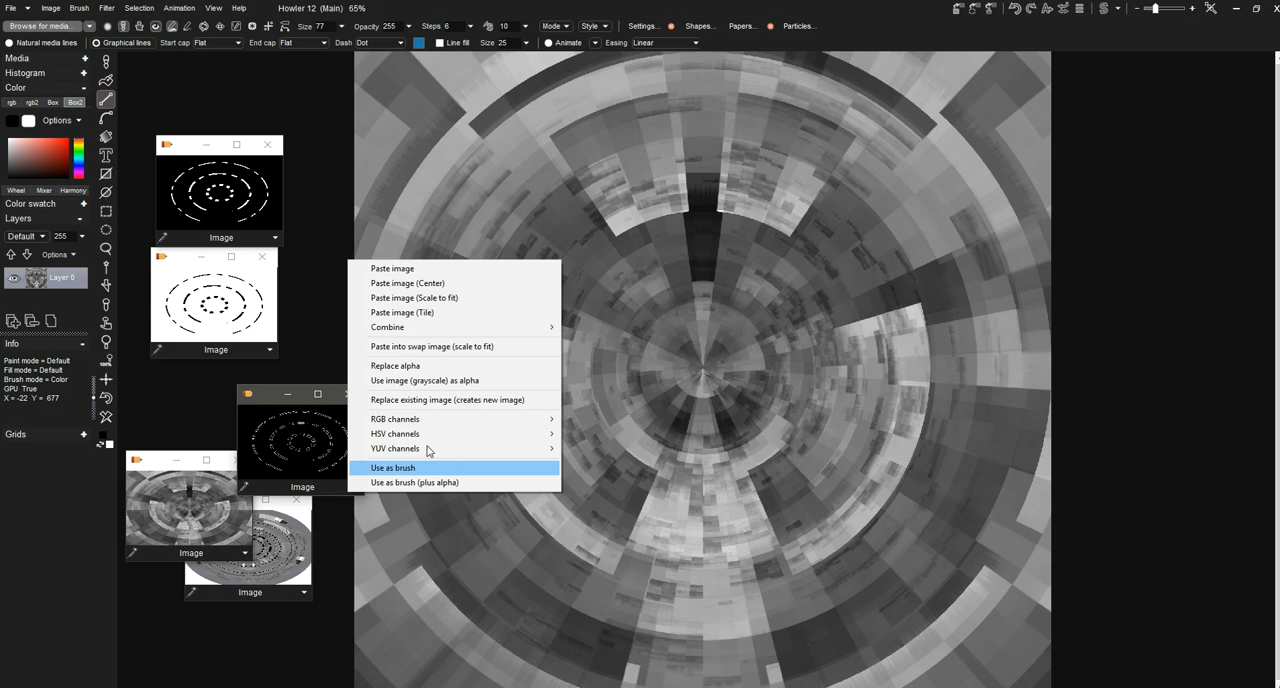 File Image Brush Filter Selection Animation View Help Howler 12 (Main) 65%
Browse for media... Size 77 Opacity 255 Steps 6 10 Mode Style Settings... Shapes... Papers... Particles...
Natural media lines Graphical lines Start cap Flat End cap Flat Dash Dot Line fill Size 25 Animate Easing Linear
Media
Histogram
Color
rgb rgb2 Box Box2
Options
Wheel Mixer Harmony
Color swatch
Layers
Default 255
Options
Layer 0
Info
Paint mode = Default
Fill mode = Default
Brush mode = Color
GPU True
X = -22 Y = 677
Grids
100%
Image
Image
Image
Image
Image
Paste image
Paste image (Center)
Paste image (Scale to fit)
Paste image (Tile)
Combine
Paste into swap image (scale to fit)
Replace alpha
Use image (grayscale) as alpha
Replace existing image (creates new image)
RGB channels
HSV channels
YUV channels
Use as brush
Use as brush (plus alpha)